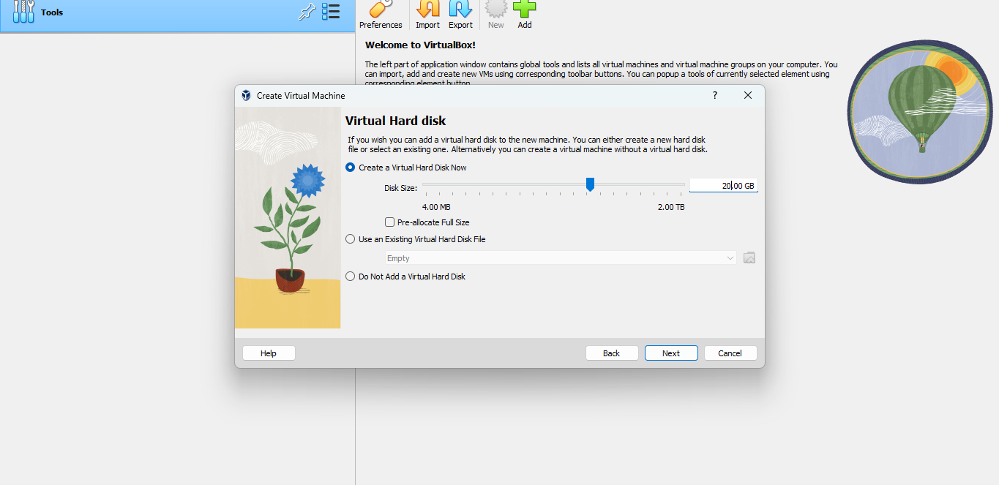 Tools
Preferences
Import
Export
New
Add
Welcome to VirtualBox!
The left part of application window contains global tools and lists all virtual machines and virtual machine groups on your computer. You
can import, add and create new VMs using corresponding toolbar buttons. You can popup a tools of currently selected element using
corresponding element button
Create Virtual Machine
?
Virtual Hard disk
If you wish you can add a virtual hard disk to the new machine. You can either create a new hard disk
file or select an existing one. Alternatively you can create a virtual machine without a virtual hard disk.
Create a Virtual Hard Disk Now
Disk Size:
20.00 GB
4.00 MB
2.00 TB
Pre-allocate Full Size
Use an Existing Virtual Hard Disk File
Empty
Do Not Add a Virtual Hard Disk
Help
Back
Next
Cancel